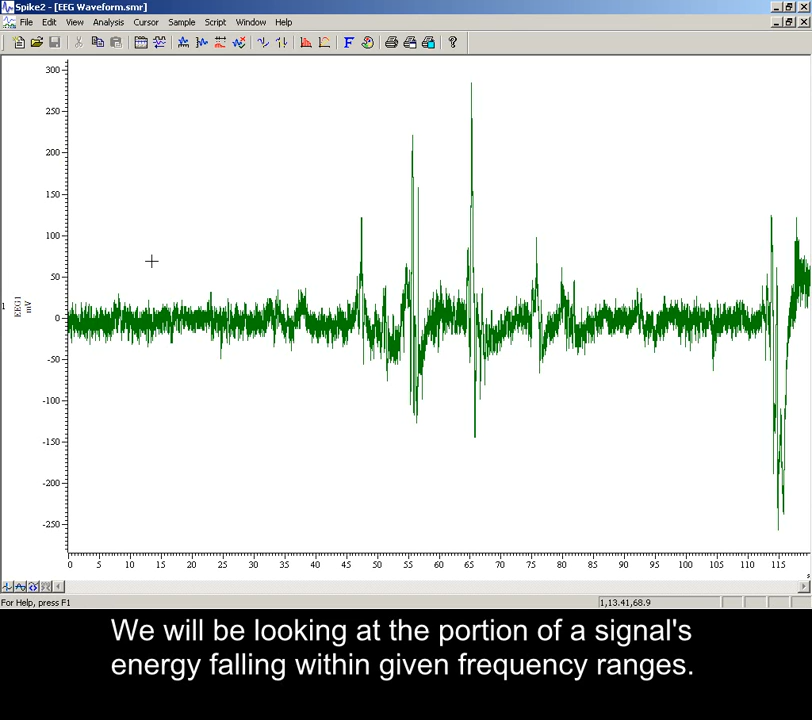 Spike2 - [EEG Waveform.smr]
File Edit View Analysis Cursor Sample Script Window Help
300
250
200
150
100
50
0
-50
-100
-150
-200
-250
1
EEG1
mV
0 5 10 15 20 25 30 35 40 45 50 55 60 65 70 75 80 85 90 95 100 105 110 115
s
For Help, press F1
1,13.41,68.9
We will be looking at the portion of a signal's
energy falling within given frequency ranges.